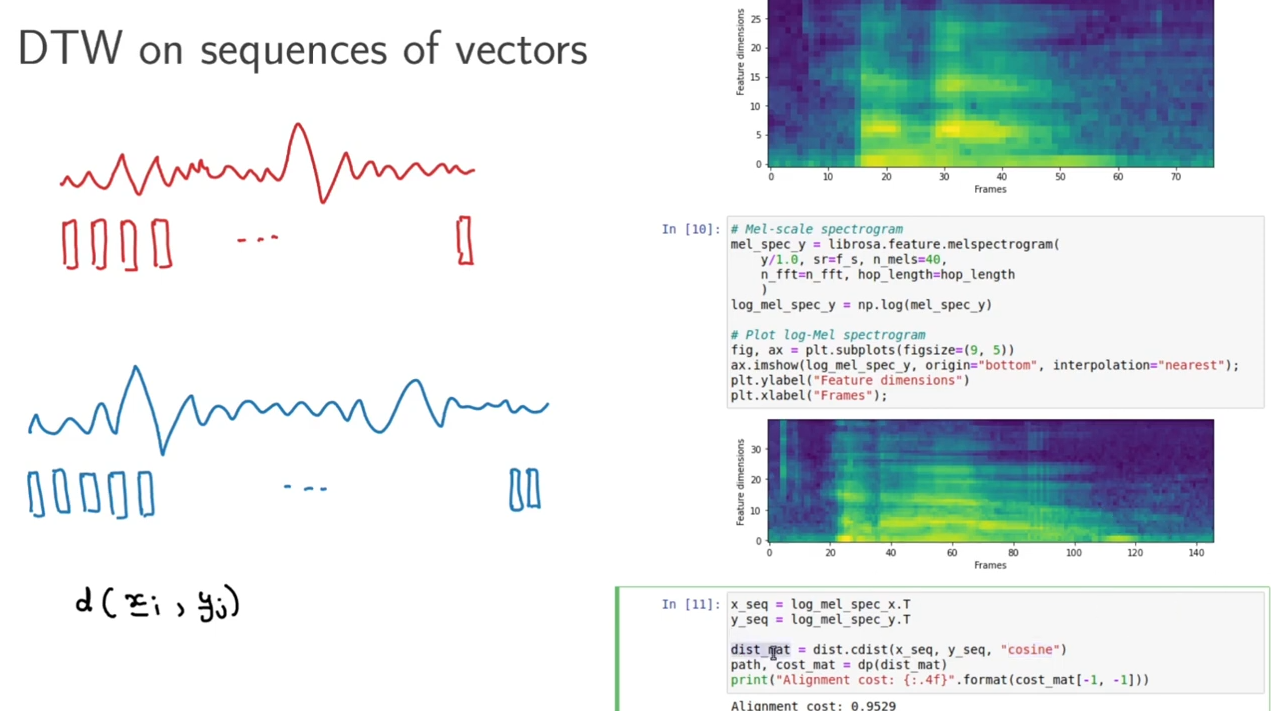 DTW on sequences of vectors
...
...
d(x_i, y_j)
Feature dimensions
25
20
15
10
5
0
0 10 20 30 40 50 60 70
Frames
In [10]:
# Mel-scale spectrogram
mel_spec_y = librosa.feature.melspectrogram(
y/1.0, sr=f_s, n_mels=40,
n_fft=n_fft, hop_length=hop_length
)
log_mel_spec_y = np.log(mel_spec_y)
# Plot log-Mel spectrogram
fig, ax = plt.subplots(figsize=(9, 5))
ax.imshow(log_mel_spec_y, origin="bottom", interpolation="nearest");
plt.ylabel("Feature dimensions")
plt.xlabel("Frames");
Feature dimensions
30
20
10
0
0 20 40 60 80 100 120 140
Frames
In [11]:
x_seq = log_mel_spec_x.T
y_seq = log_mel_spec_y.T
dist_mat = dist.cdist(x_seq, y_seq, "cosine")
path, cost_mat = dp(dist_mat)
print("Alignment cost: {:.4f}".format(cost_mat[-1, -1]))
Alignment cost: 0.9529